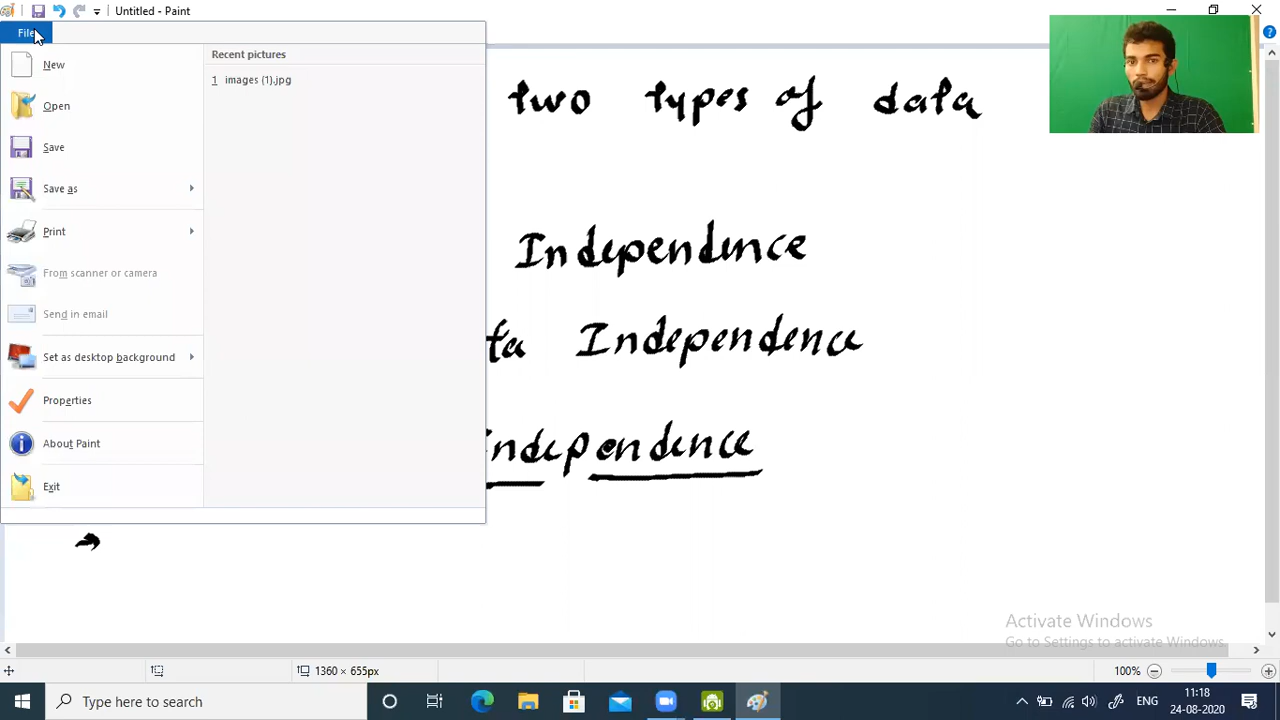 Untitled - Paint
File
Recent pictures
New
1 images (1).jpg
Open
Save
Save as
Print
From scanner or camera
Send in email
Set as desktop background
Properties
About Paint
Exit
two types of data
Independence
ta Independence
Independence
Activate Windows
Go to Settings to activate Windows.
1360 × 655px
100%
Type here to search
ENG
11:18
24-08-2020